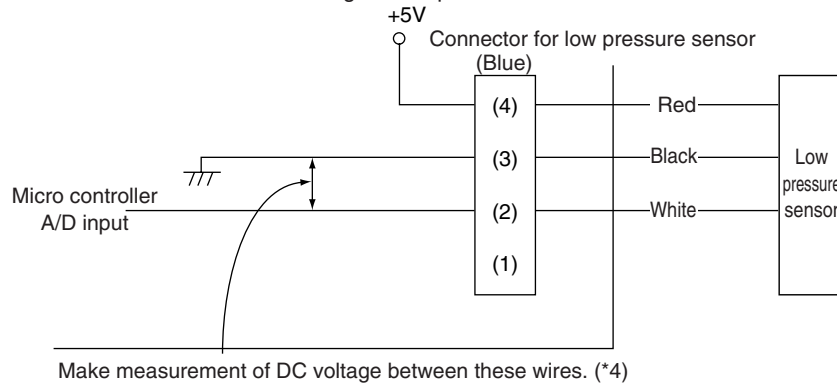 +5V
Connector for low pressure sensor
(Blue)
(4)
Red
(3)
Black
Low
pressure
sensor
Micro controller
A/D input
(2)
White
(1)
Make measurement of DC voltage between these wires. (*4)